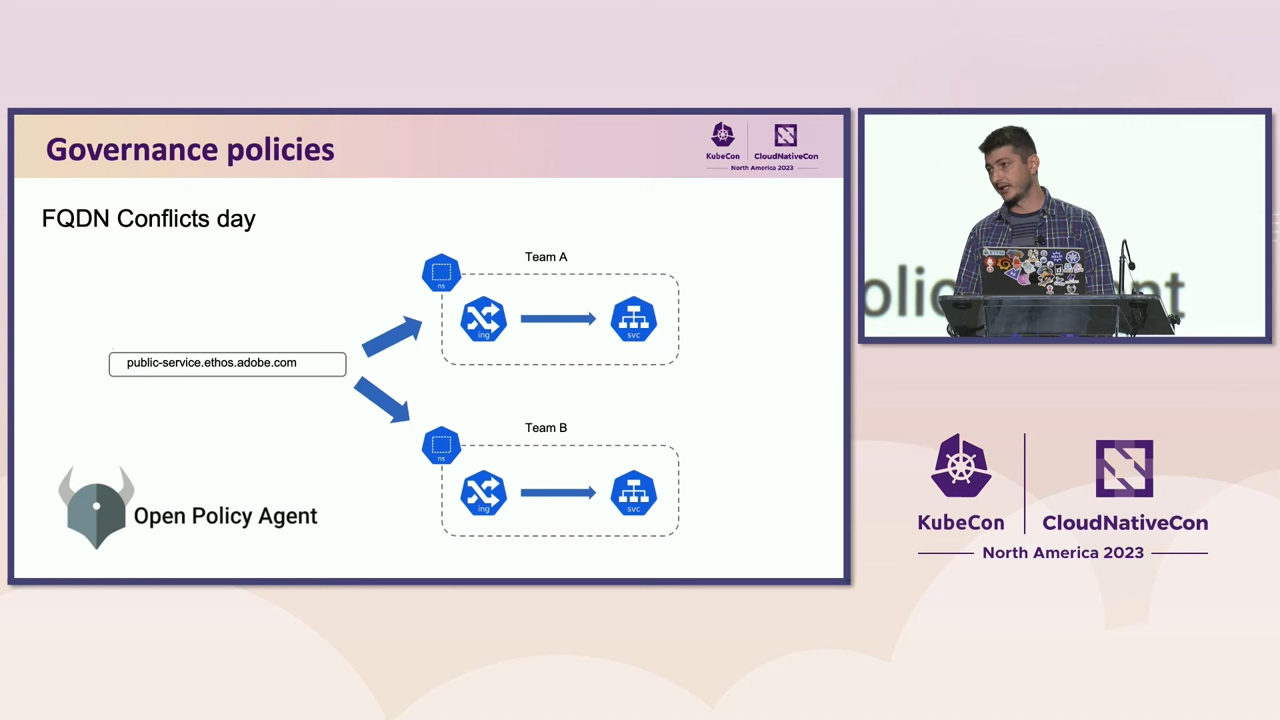 Governance policies
KubeCon
CloudNativeCon
North America 2023
FQDN Conflicts day
Team A
ns
ing
svc
public-service.ethos.adobe.com
Team B
ns
ing
svc
Open Policy Agent
KubeCon
CloudNativeCon
North America 2023